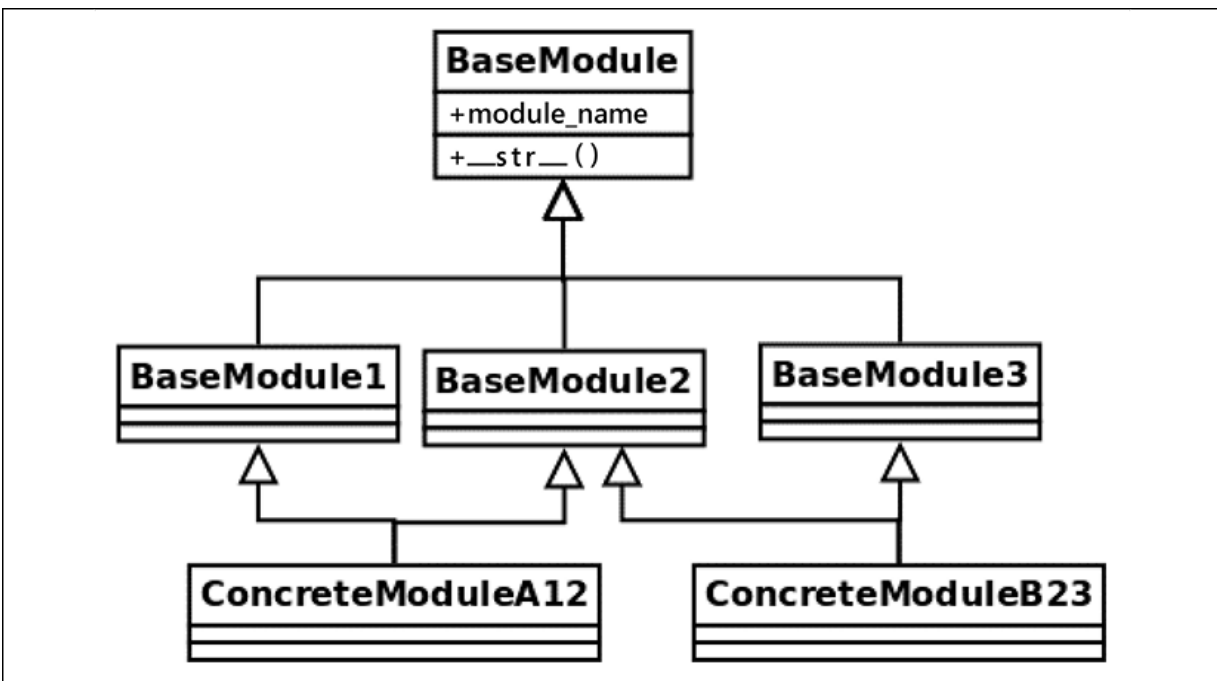 BaseModule
+module_name
+__str__()
BaseModule1
BaseModule2
BaseModule3
ConcreteModuleA12
ConcreteModuleB23